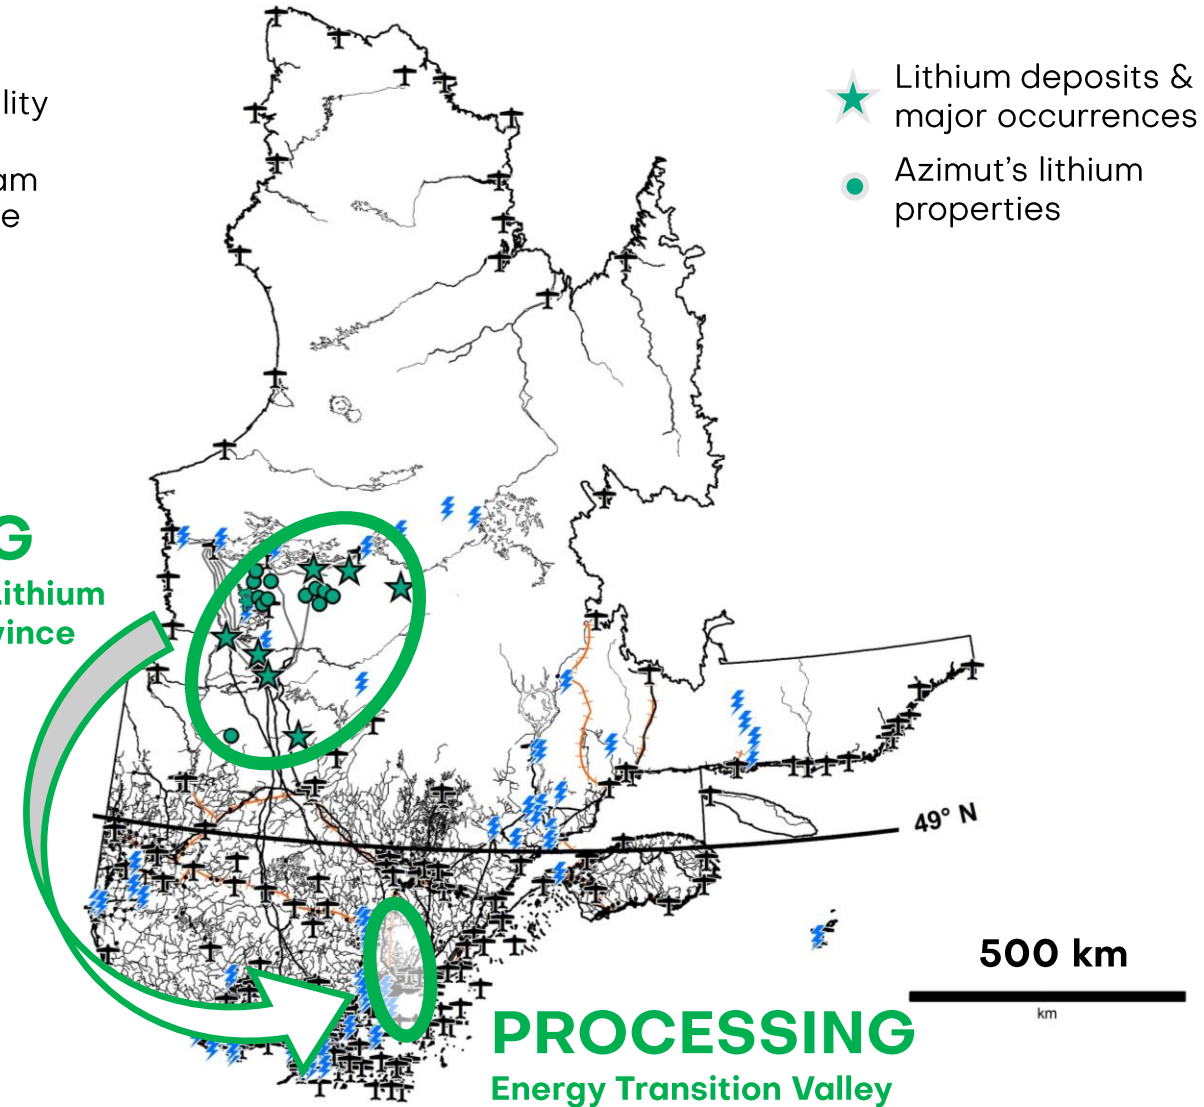 lity
am
e
Lithium deposits &
major occurrences
Azimut's lithium
properties
G
Lithium
vince
49° N
500 km
km
PROCESSING
Energy Transition Valley